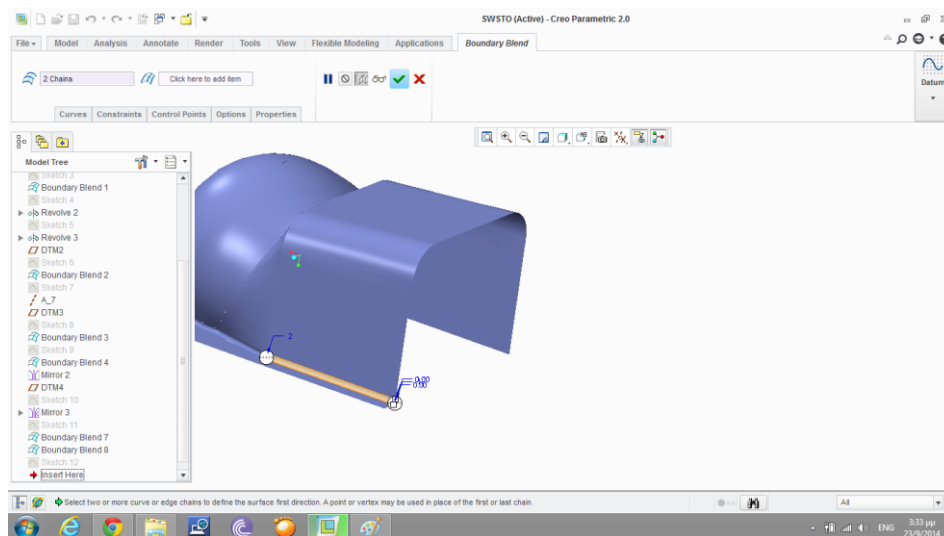 SWSTO (Active) - Creo Parametric 2.0
File Model Analysis Annotate Render Tools View Flexible Modeling Applications Boundary Blend
2 Chains Click here to add item
Datum
Curves Constraints Control Points Options Properties
Model Tree
Sketch 3
Boundary Blend 1
Sketch 4
Revolve 2
Sketch 5
Revolve 3
DTM2
Sketch 6
Boundary Blend 2
Sketch 7
A_7
DTM3
Sketch 8
Boundary Blend 3
Sketch 9
Boundary Blend 4
Mirror 2
DTM4
Sketch 10
Mirror 3
Sketch 11
Boundary Blend 7
Boundary Blend 8
Sketch 12
Insert Here
2
Select two or more curve or edge chains to define the surface first direction. A point or vertex may be used in place of the first or last chain.
All
ENG
3:33 μμ
23/9/2014